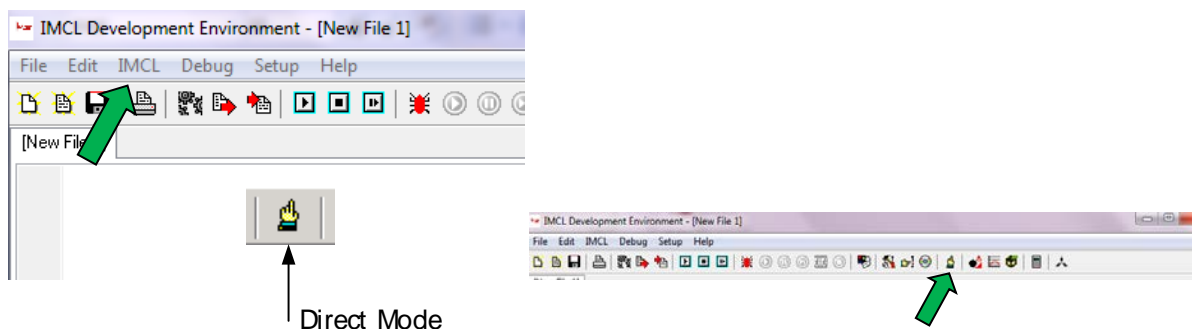 IMCL Development Environment - [New File 1]
File Edit IMCL Debug Setup Help
[New File
Direct Mode
IMCL Development Environment - [New File 1]
File Edit IMCL Debug Setup Help